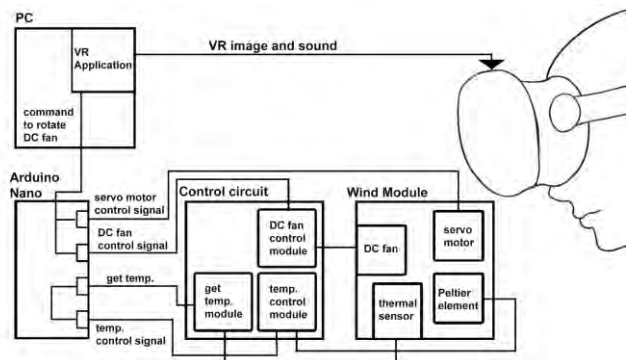 PC
VR
Application
VR image and sound
command
to rotate
DC fan
Arduino
Nano
servo motor
control signal
DC fan
control signal
get temp.
temp.
control signal
Control circuit
DC fan
control
module
get
temp.
module
temp.
control
module
Wind Module
DC fan
servo
motor
thermal
sensor
Peltier
element